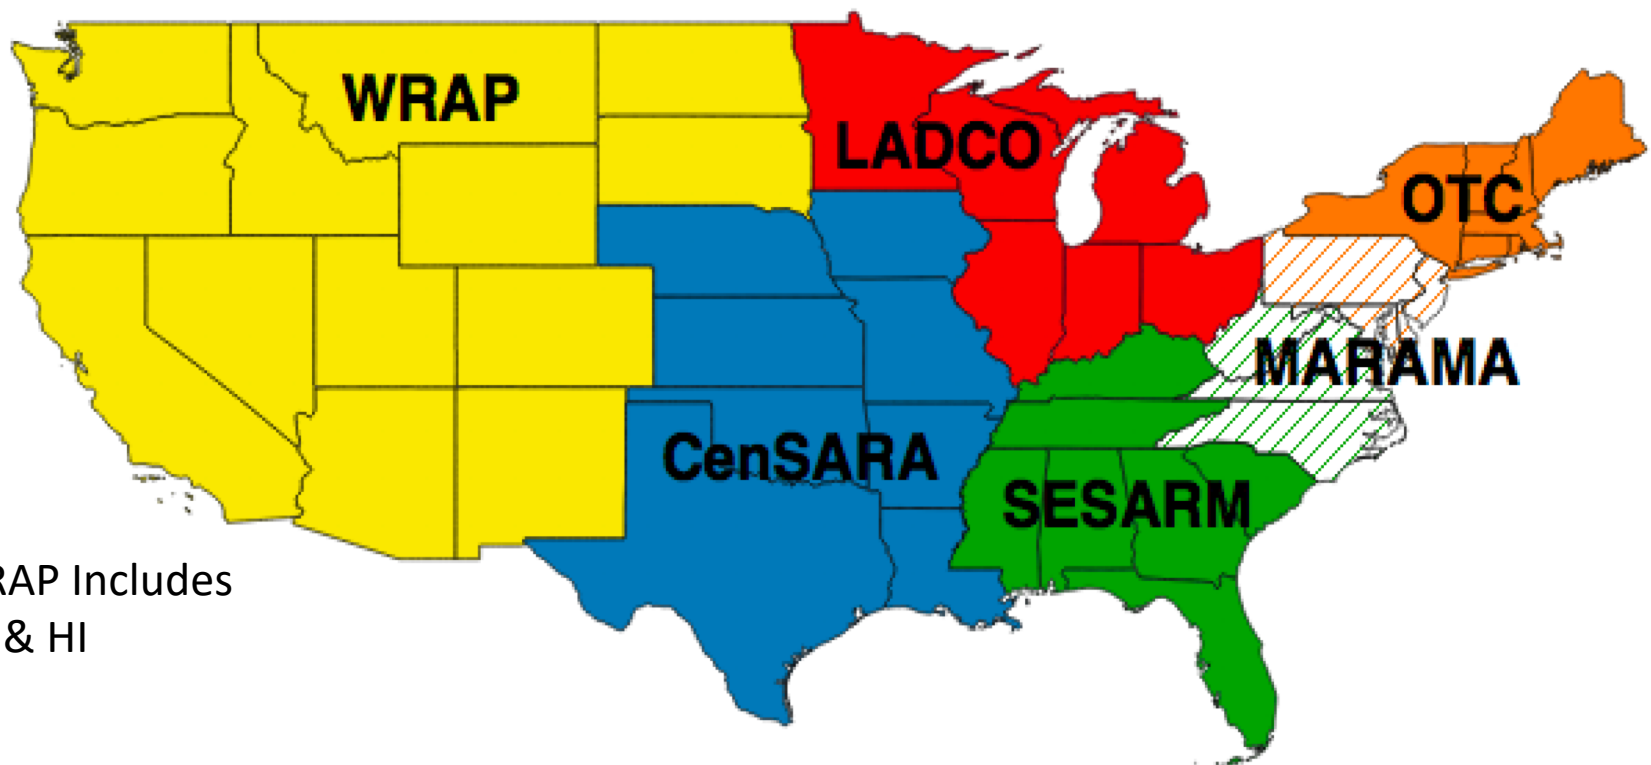 WRAP
LADCO
OTC
MARAMA
CenSARA
SESARM
RAP Includes
& HI